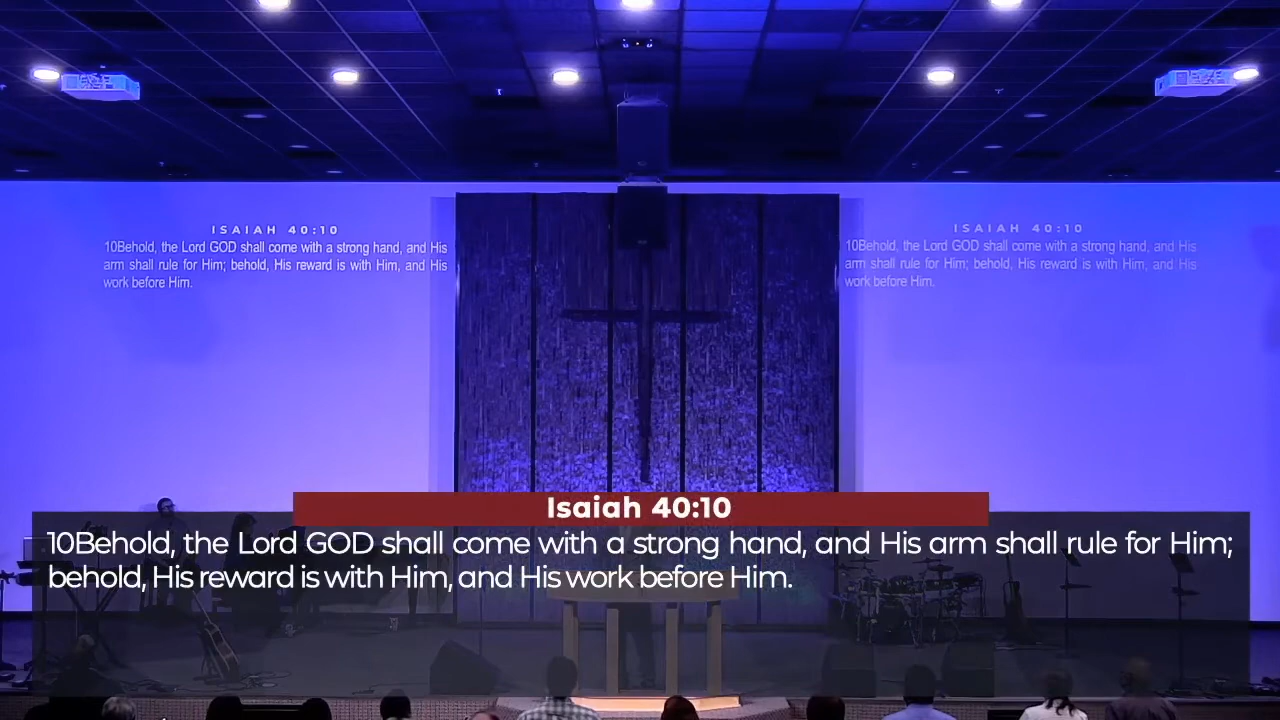 ISAIAH 40:10
10Behold, the Lord GOD shall come with a strong hand, and His
arm shall rule for Him; behold, His reward is with Him, and His
work before Him.
ISAIAH 40:10
10Behold, the Lord GOD shall come with a strong hand, and His
arm shall rule for Him; behold, His reward is with Him, and His
work before Him.
Isaiah 40:10
10Behold, the Lord GOD shall come with a strong hand, and His arm shall rule for Him;
behold, His reward is with Him, and His work before Him.